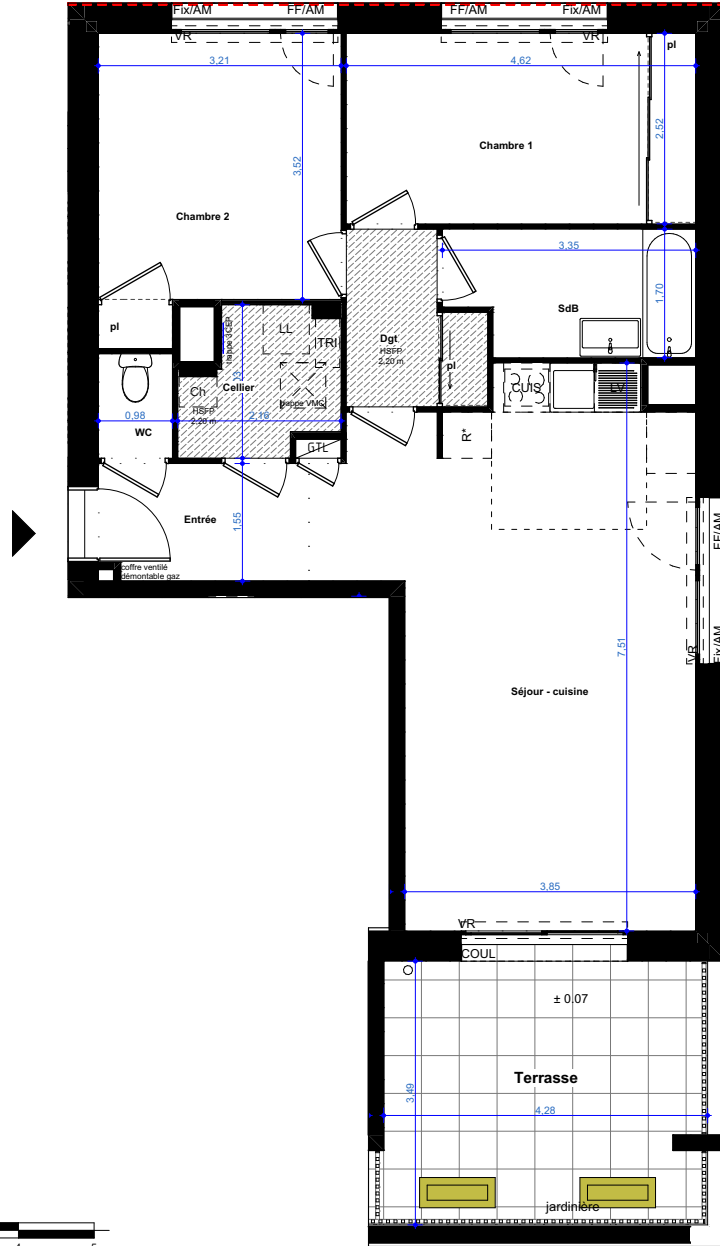 Fix/AM FF/AM FF/AM Fix/AM
VR VR pl
3,21 4,62
2,52
Chambre 1
3,52
Chambre 2
3,35
SdB
1,70
pl
LL
TRI
trappe 3CEP
Dgt
HSFP
2,20 m
pl
Cellier
Ch
HSFP
2,20 m
trappe VMC
2,16
CUIS LV
0,98
WC
R*
GTL
Entrée
1,55
coffre ventilé
démontable gaz
FF/AM
Fix/AM
VR
7,51
Séjour - cuisine
3,85
VR
COUL
± 0.07
Terrasse
3,49
4,28
jardinière